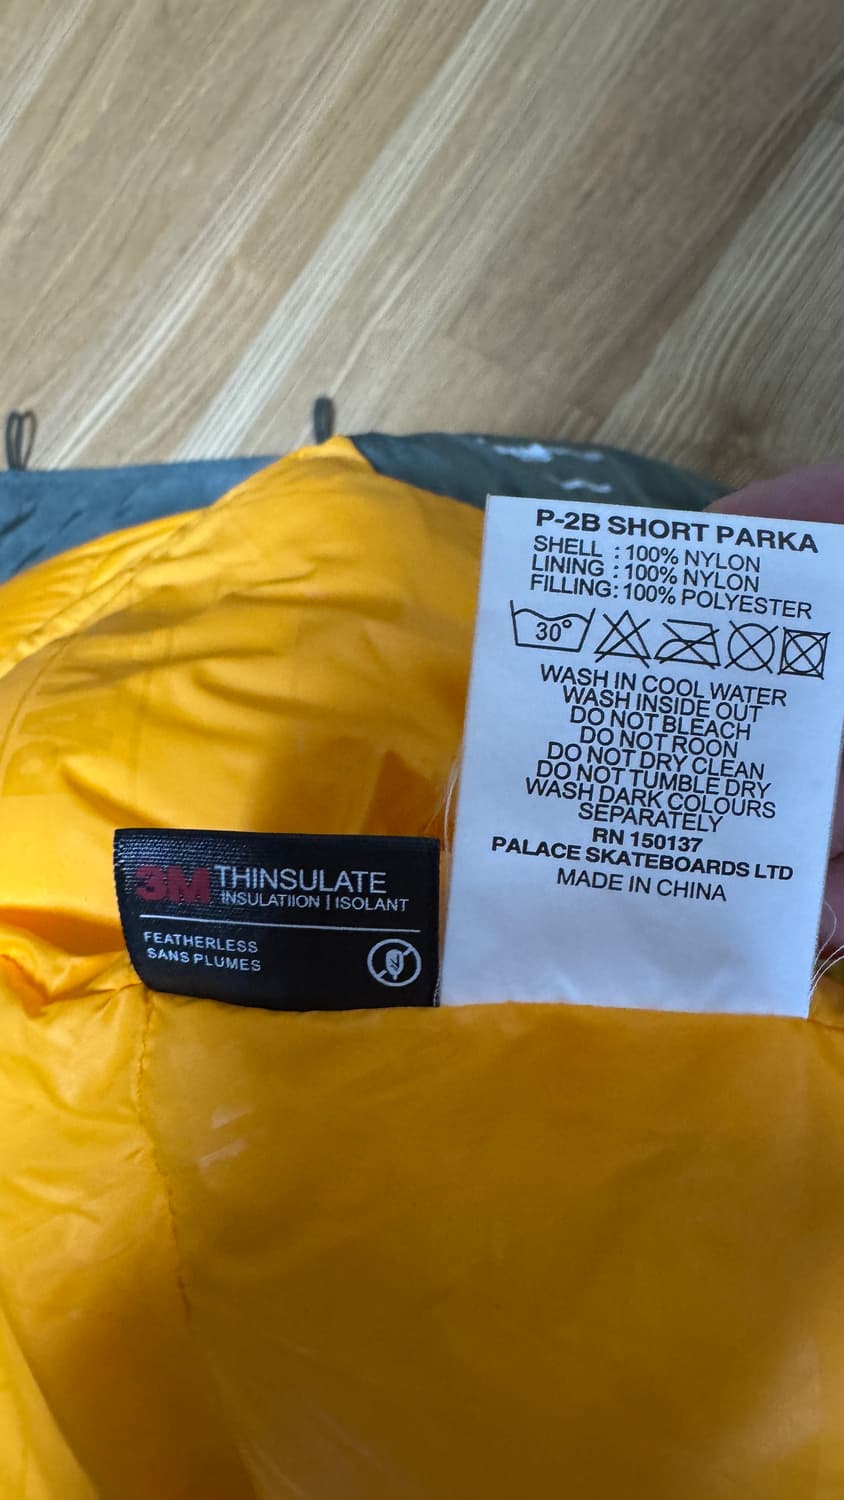 P-2B SHORT PARKA
SHELL : 100% NYLON
LINING : 100% NYLON
FILLING: 100% POLYESTER
30°
WASH IN COOL WATER
WASH INSIDE OUT
DO NOT BLEACH
DO NOT ROON
DO NOT DRY CLEAN
DO NOT TUMBLE DRY
WASH DARK COLOURS
SEPARATELY
RN 150137
PALACE SKATEBOARDS LTD
MADE IN CHINA
3M THINSULATE
INSULATIION | ISOLANT
FEATHERLESS
SANS PLUMES